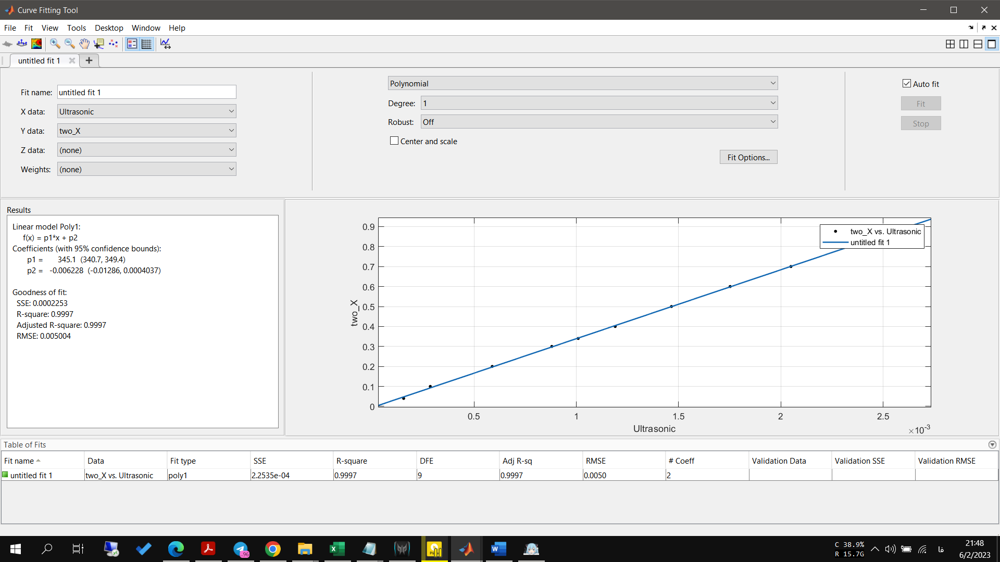 Curve Fitting Tool
File Fit View Tools Desktop Window Help
untitled fit 1
Fit name: untitled fit 1
X data: Ultrasonic
Y data: two_X
Z data: (none)
Weights: (none)
Polynomial
Degree: 1
Robust: Off
Center and scale
Fit Options...
Auto fit
Fit
Stop
Results
Linear model Poly1:
f(x) = p1*x + p2
Coefficients (with 95% confidence bounds):
p1 = 345.1 (340.7, 349.4)
p2 = -0.006228 (-0.01286, 0.0004037)
Goodness of fit:
SSE: 0.0002253
R-square: 0.9997
Adjusted R-square: 0.9997
RMSE: 0.005004
two_X vs. Ultrasonic
untitled fit 1
0.9
0.8
0.7
0.6
0.5
0.4
0.3
0.2
0.1
0
two_X
0.5 1 1.5 2 2.5
Ultrasonic
×10-3
Table of Fits
Fit name Data Fit type SSE R-square DFE Adj R-sq RMSE # Coeff Validation Data Validation SSE Validation RMSE
untitled fit 1 two_X vs. Ultrasonic poly1 2.2535e-04 0.9997 9 0.9997 0.0050 2
..96
C 38.9%
R 15.7G
فا
21:48
6/2/2023